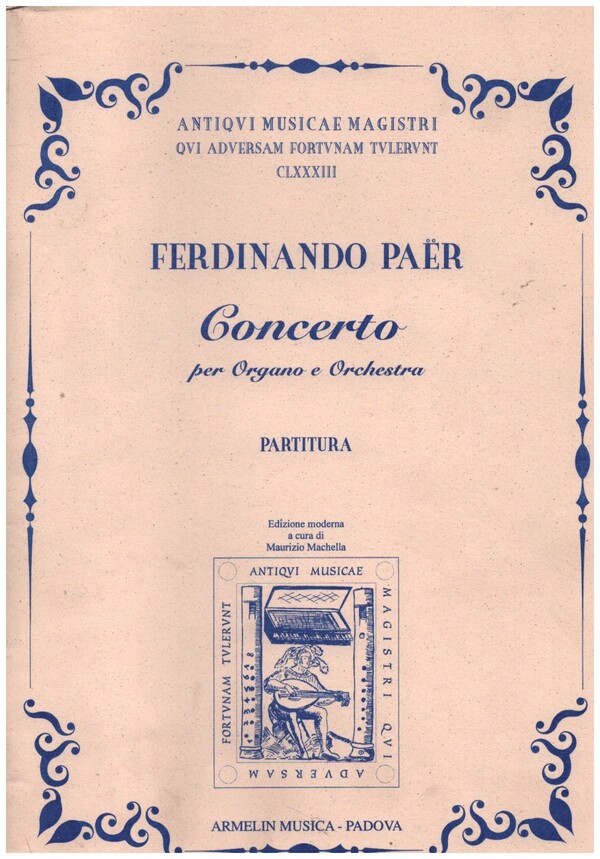 ANTIQVI MUSICAE MAGISTRI
QVI ADVERSAM FORTVNAM TVLERVNT
CLXXXIII
FERDINANDO PAËR
Concerto
per Organo e Orchestra
PARTITURA
Edizione moderna
a cura di
Maurizio Machella
ANTIQVI MUSICAE
MAGISTRI QVI
ADVERSAM
FORTVNAM TVLERVNT
ARMELIN MUSICA - PADOVA